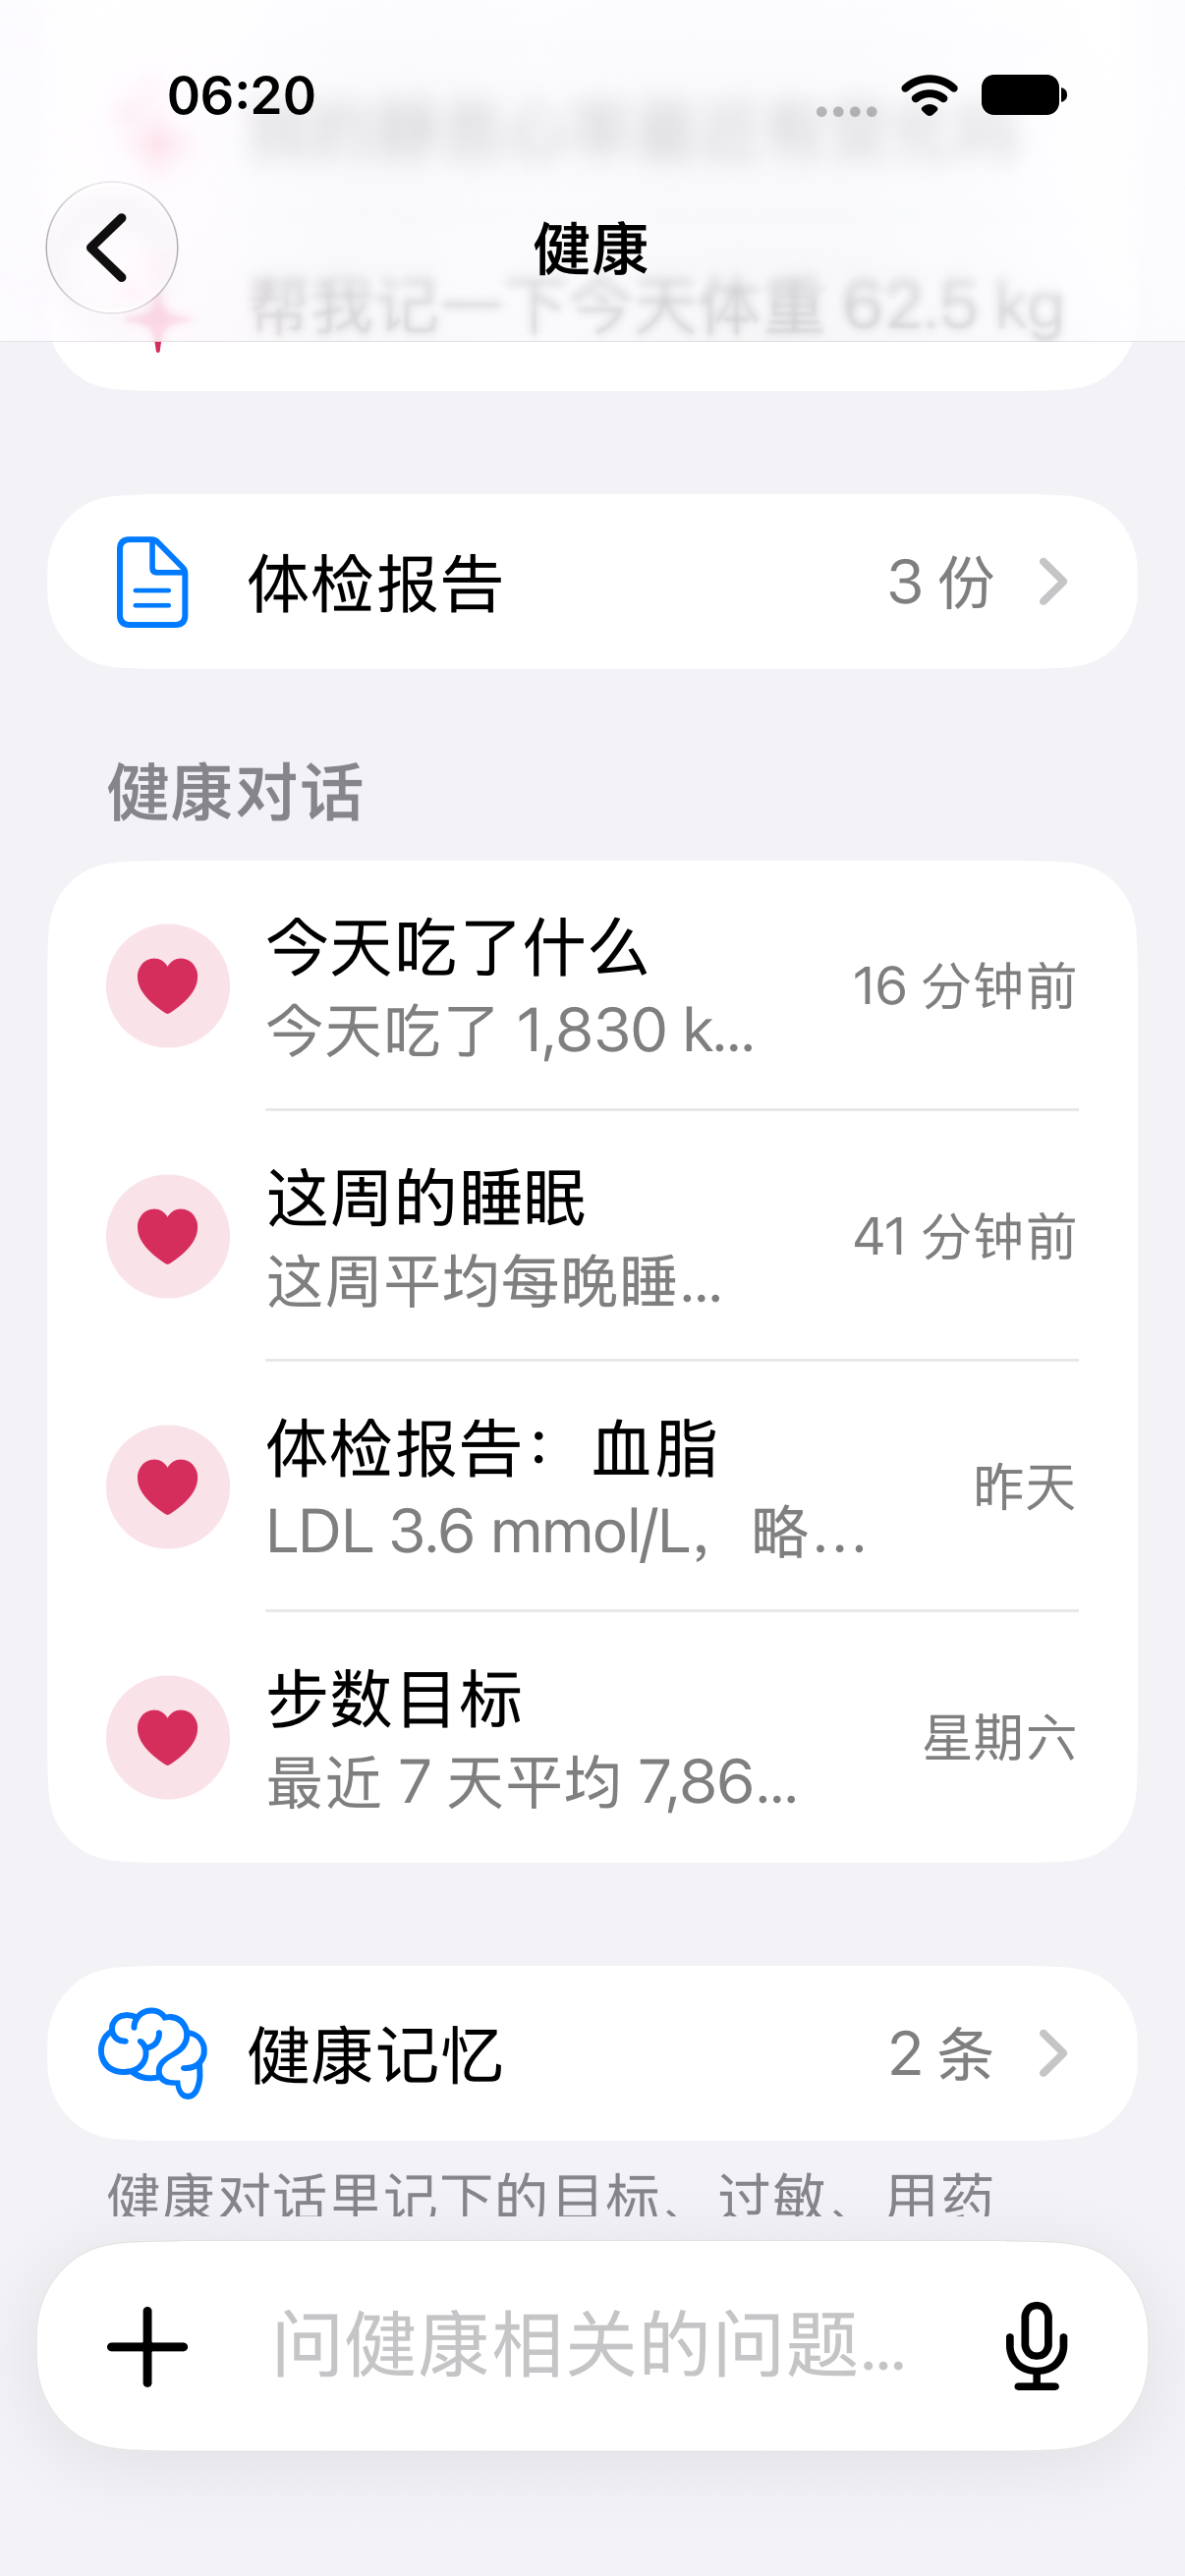 06:20
健康
帮我记一下今天体重 62.5 kg
体检报告
3 份
健康对话
今天吃了什么
16 分钟前
今天吃了 1,830 k...
这周的睡眠
41 分钟前
这周平均每晚睡...
体检报告：血脂
昨天
LDL 3.6 mmol/L，略...
步数目标
星期六
最近 7 天平均 7,86...
健康记忆
2 条
健康对话里记下的目标、过敏、用药
问健康相关的问题...